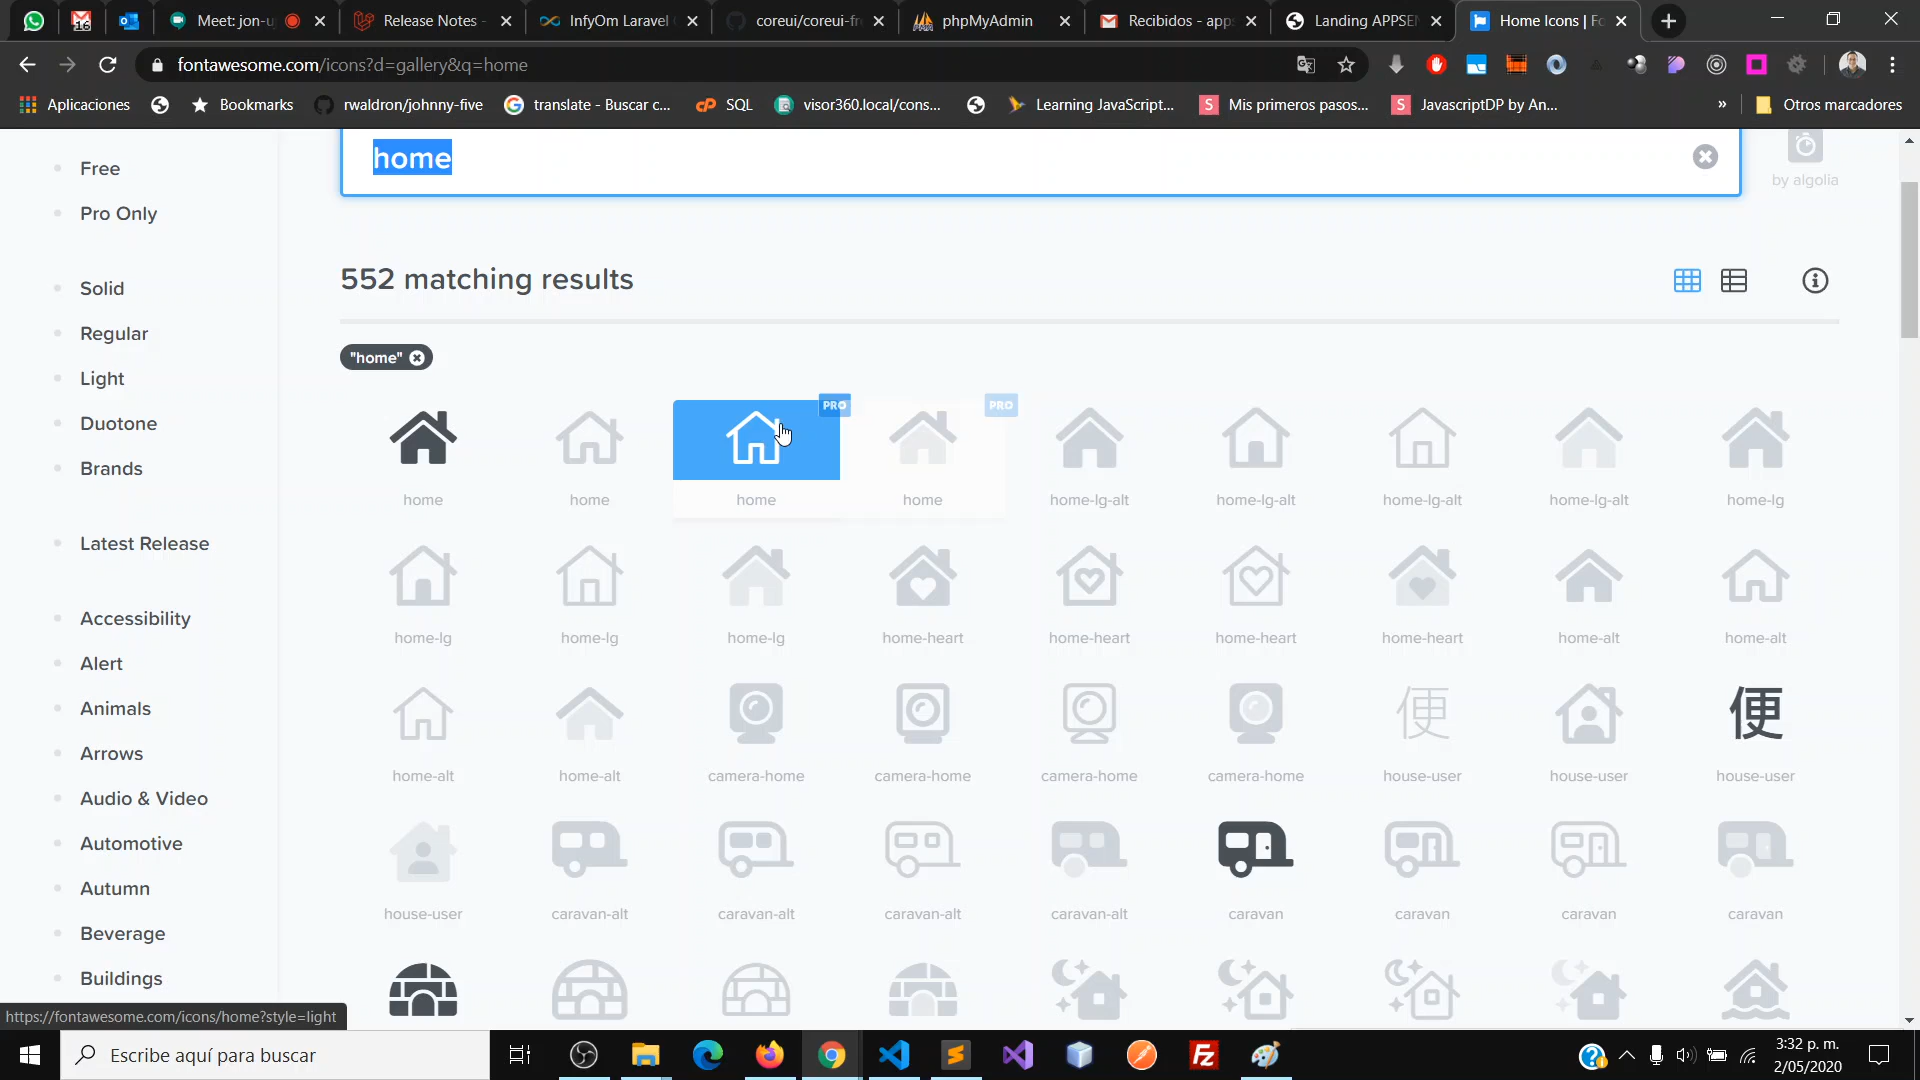 Meet: jon-u
Release Notes -
InfyOm Laravel
coreui/coreui-fr
phpMyAdmin
Recibidos - apps
Landing APPSEN
Home Icons | Fo
fontawesome.com/icons?d=gallery&q=home
Aplicaciones
Bookmarks
rwaldron/johnny-five
translate - Buscar c...
SQL
visor360.local/cons...
Learning JavaScript...
Mis primeros pasos...
JavascriptDP by An...
»
Otros marcadores
home
by algolia
Free
Pro Only
Solid
Regular
Light
Duotone
Brands
Latest Release
Accessibility
Alert
Animals
Arrows
Audio & Video
Automotive
Autumn
Beverage
Buildings
552 matching results
"home"
PRO PRO
home home home home home-lg-alt home-lg-alt home-lg-alt home-lg-alt home-lg
home-lg home-lg home-lg home-heart home-heart home-heart home-heart home-alt home-alt
便 便
home-alt home-alt camera-home camera-home camera-home camera-home house-user house-user house-user
house-user caravan-alt caravan-alt caravan-alt caravan-alt caravan caravan caravan caravan
https://fontawesome.com/icons/home?style=light
Escribe aquí para buscar
3:32 p. m.
2/05/2020